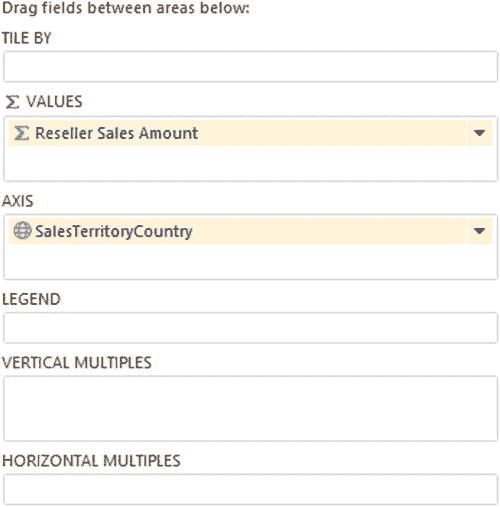 Drag fields between areas below:
TILE BY
Σ VALUES
Σ Reseller Sales Amount
AXIS
SalesTerritoryCountry
LEGEND
VERTICAL MULTIPLES
HORIZONTAL MULTIPLES